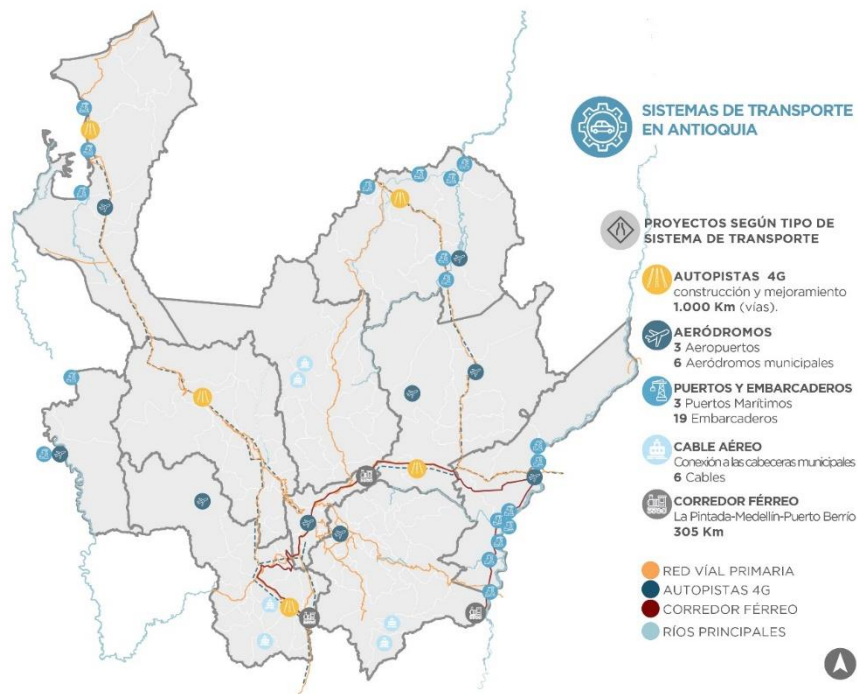 SISTEMAS DE TRANSPORTE
EN ANTIOQUIA
PROYECTOS SEGÚN TIPO DE
SISTEMA DE TRANSPORTE
AUTOPISTAS 4G
construcción y mejoramiento
1.000 Km (vías).
AERÓDROMOS
3 Aeropuertos
6 Aeródromos municipales
PUERTOS Y EMBARCADEROS
3 Puertos Marítimos
19 Embarcaderos
CABLE AÉREO
Conexión a las cabeceras municipales
6 Cables
CORREDOR FÉRREO
La Pintada-Medellín-Puerto Berrío
305 Km
RED VÍAL PRIMARIA
AUTOPISTAS 4G
CORREDOR FÉRREO
RÍOS PRINCIPALES